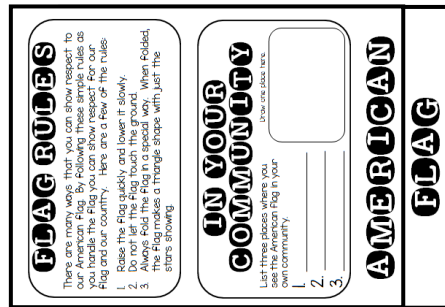 FLAG RULES
There are many ways that you can show respect to
our American flag. By following these simple rules as
you handle the flag you can show respect for our
flag and our country. Here are a few of the rules:
1. Raise the flag quickly and lower it slowly.
2. Do not let the flag touch the ground.
3. Always fold the flag in a special way. When folded,
the flag makes a triangle shape with just the
stars showing.
IN YOUR
COMMUNITY
List three places where you
see the American flag in your
own community.
Draw one place here.
1.
2.
3.
AMERICAN
FLAG